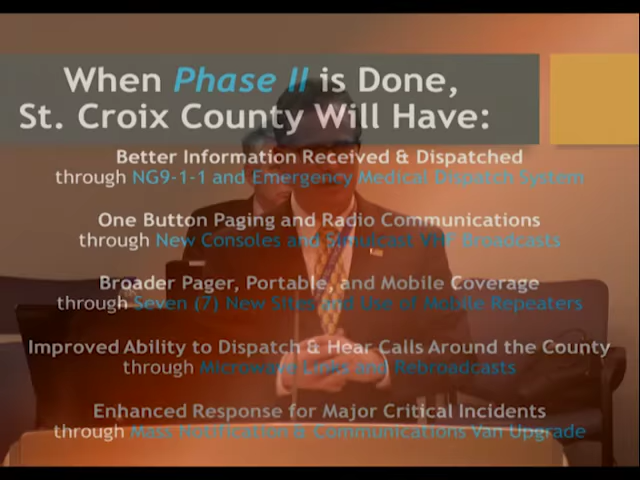 When Phase II is Done,
St. Croix County Will Have:
Better Information Received & Dispatched
through NG9-1-1 and Emergency Medical Dispatch System
One Button Paging and Radio Communications
through New Consoles and Simulcast VHF Broadcasts
Broader Pager, Portable, and Mobile Coverage
through Seven (7) New Sites and Use of Mobile Repeaters
Improved Ability to Dispatch & Hear Calls Around the County
through Microwave Links and Rebroadcasts
Enhanced Response for Major Critical Incidents
through Mass Notification & Communications Van Upgrade